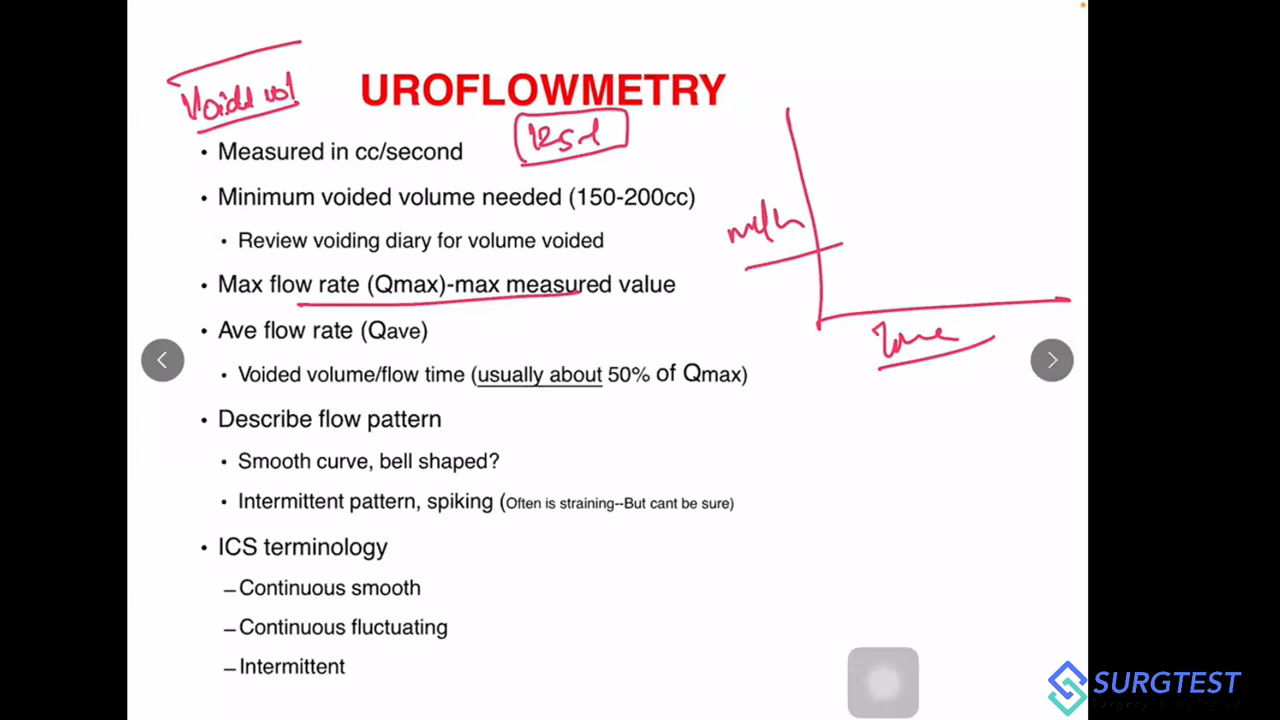 Voided vol
UROFLOWMETRY
• Measured in cc/second
• Minimum voided volume needed (150-200cc)
• Review voiding diary for volume voided
• Max flow rate (Qmax)-max measured value
• Ave flow rate (Qave)
• Voided volume/flow time (usually about 50% of Qmax)
• Describe flow pattern
• Smooth curve, bell shaped?
• Intermittent pattern, spiking (Often is straining--But cant be sure)
• ICS terminology
– Continuous smooth
– Continuous fluctuating
– Intermittent
SURGTEST